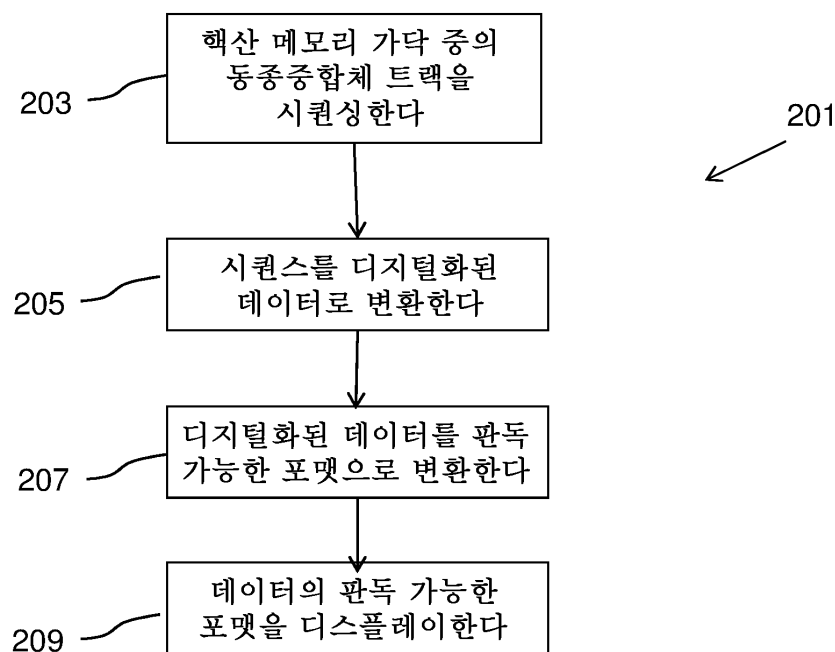 핵산 메모리 가닥 중의
동종중합체 트랙을
시퀀싱한다
203
201
시퀀스를 디지털화된
데이터로 변환한다
205
디지털화된 데이터를 판독
가능한 포맷으로 변환한다
207
데이터의 판독 가능한
포맷을 디스플레이한다
209